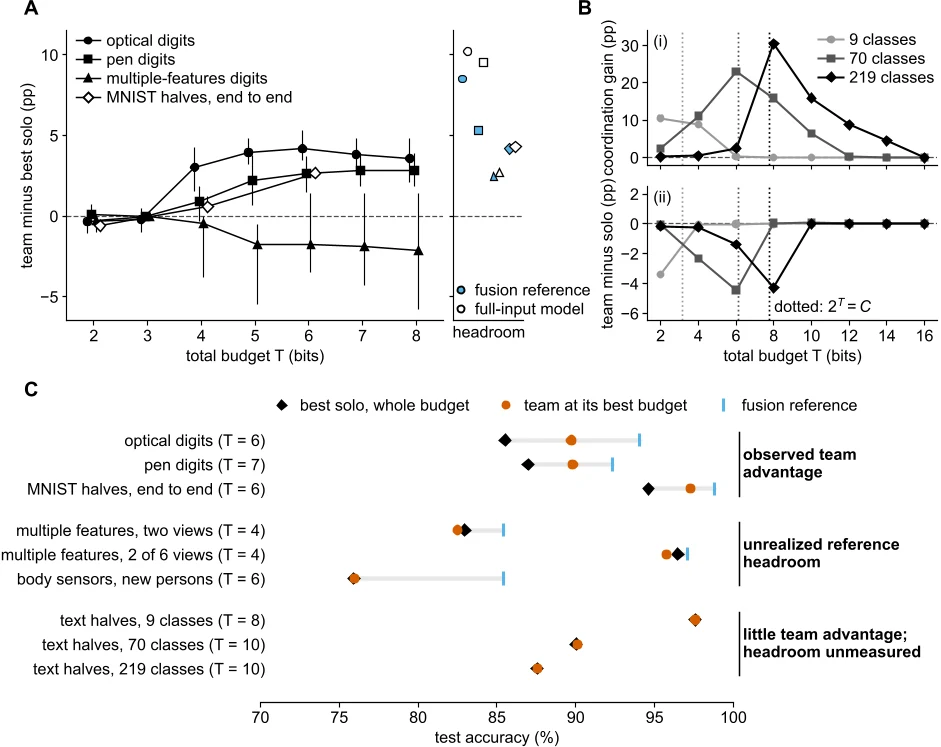 A
team minus best solo (pp)
10
5
0
−5
optical digits
pen digits
multiple-features digits
MNIST halves, end to end
2 3 4 5 6 7 8
total budget T (bits)
fusion reference
full-input model
headroom
B
(i)
coordination gain (pp)
30
20
10
0
9 classes
70 classes
219 classes
(ii)
team minus solo (pp)
2
0
−2
−4
−6
dotted: 2^T = C
2 4 6 8 10 12 14 16
total budget T (bits)
C
best solo, whole budget
team at its best budget
fusion reference
optical digits (T = 6)
pen digits (T = 7)
MNIST halves, end to end (T = 6)
observed team
advantage
multiple features, two views (T = 4)
multiple features, 2 of 6 views (T = 4)
body sensors, new persons (T = 6)
unrealized reference
headroom
text halves, 9 classes (T = 8)
text halves, 70 classes (T = 10)
text halves, 219 classes (T = 10)
little team advantage;
headroom unmeasured
70 75 80 85 90 95 100
test accuracy (%)